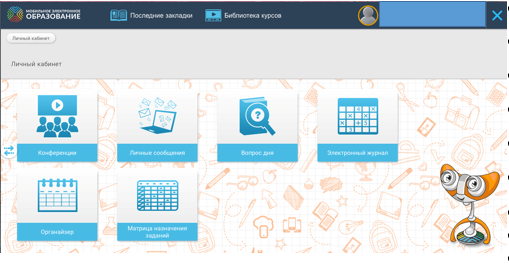 МОБИЛЬНОЕ ЭЛЕКТРОННОЕ
ОБРАЗОВАНИЕ
Последние закладки
Библиотека курсов
Личный кабинет
Личный кабинет
Конференции
Личные сообщения
Вопрос дня
Электронный журнал
Органайзер
Матрица назначения
заданий